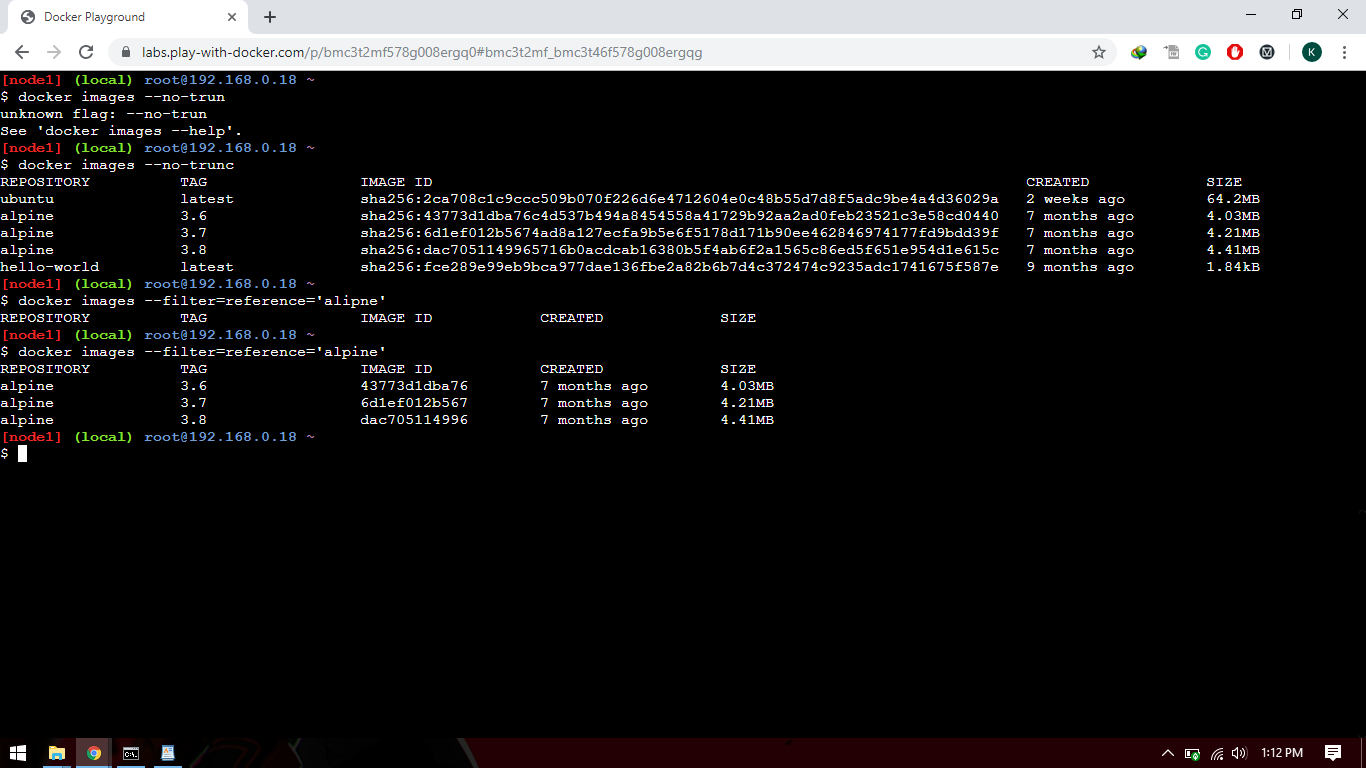 Docker Playground
labs.play-with-docker.com/p/bmc3t2mf578g008ergq0#bmc3t2mf_bmc3t46f578g008ergqg
K
[node1] (local) root@192.168.0.18 ~
$ docker images --no-trun
unknown flag: --no-trun
See 'docker images --help'.
[node1] (local) root@192.168.0.18 ~
$ docker images --no-trunc
REPOSITORY TAG IMAGE ID CREATED SIZE
ubuntu latest sha256:2ca708c1c9ccc509b070f226d6e4712604e0c48b55d7d8f5adc9be4a4d36029a 2 weeks ago 64.2MB
alpine 3.6 sha256:43773d1dba76c4d537b494a8454558a41729b92aa2ad0feb23521c3e58cd0440 7 months ago 4.03MB
alpine 3.7 sha256:6d1ef012b5674ad8a127ecfa9b5e6f5178d171b90ee462846974177fd9bdd39f 7 months ago 4.21MB
alpine 3.8 sha256:dac7051149965716b0acdcab16380b5f4ab6f2a1565c86ed5f651e954d1e615c 7 months ago 4.41MB
hello-world latest sha256:fce289e99eb9bca977dae136fbe2a82b6b7d4c372474c9235adc1741675f587e 9 months ago 1.84kB
[node1] (local) root@192.168.0.18 ~
$ docker images --filter=reference='alipne'
REPOSITORY TAG IMAGE ID CREATED SIZE
[node1] (local) root@192.168.0.18 ~
$ docker images --filter=reference='alpine'
REPOSITORY TAG IMAGE ID CREATED SIZE
alpine 3.6 43773d1dba76 7 months ago 4.03MB
alpine 3.7 6d1ef012b567 7 months ago 4.21MB
alpine 3.8 dac705114996 7 months ago 4.41MB
[node1] (local) root@192.168.0.18 ~
$
1:12 PM